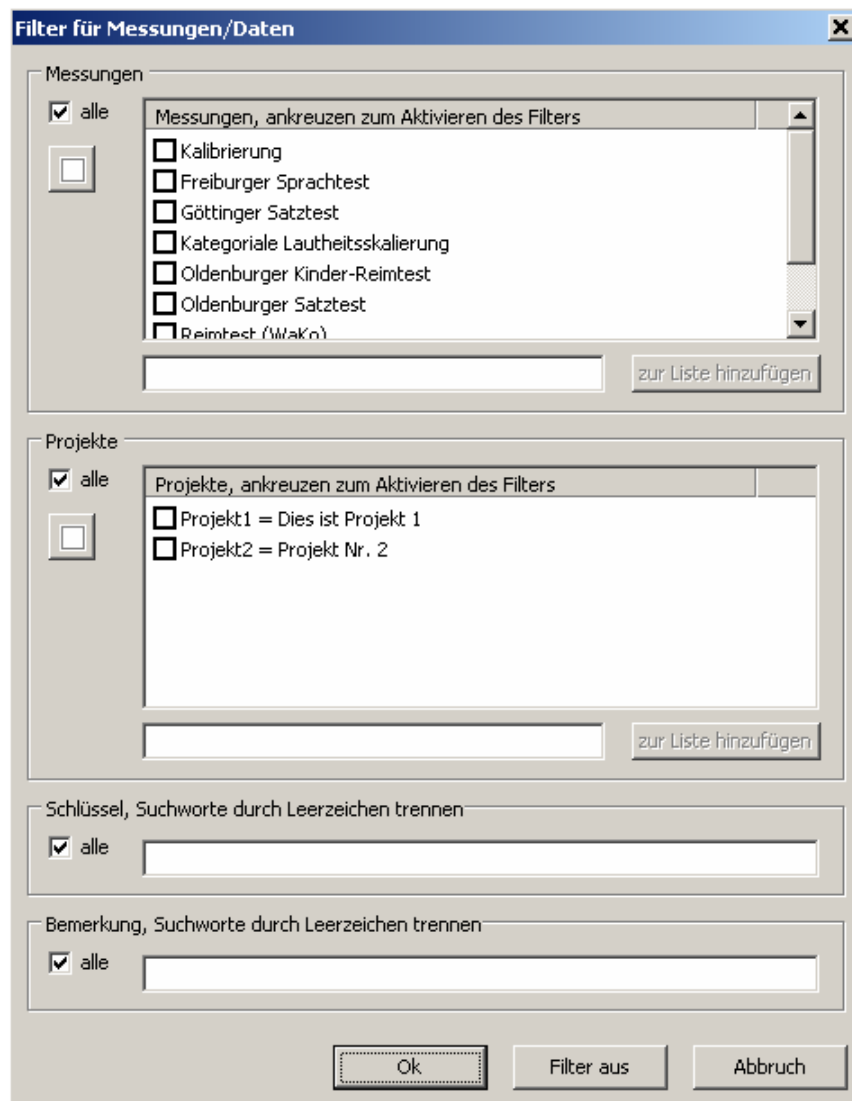 Filter für Messungen/Daten
Messungen
alle
Messungen, ankreuzen zum Aktivieren des Filters
Kalibrierung
Freiburger Sprachtest
Göttinger Satztest
Kategoriale Lautheitsskalierung
Oldenburger Kinder-Reimtest
Oldenburger Satztest
Reimtest (WaKo)
zur Liste hinzufügen
Projekte
alle
Projekte, ankreuzen zum Aktivieren des Filters
Projekt1 = Dies ist Projekt 1
Projekt2 = Projekt Nr. 2
zur Liste hinzufügen
Schlüssel, Suchworte durch Leerzeichen trennen
alle
Bemerkung, Suchworte durch Leerzeichen trennen
alle
Ok Filter aus Abbruch